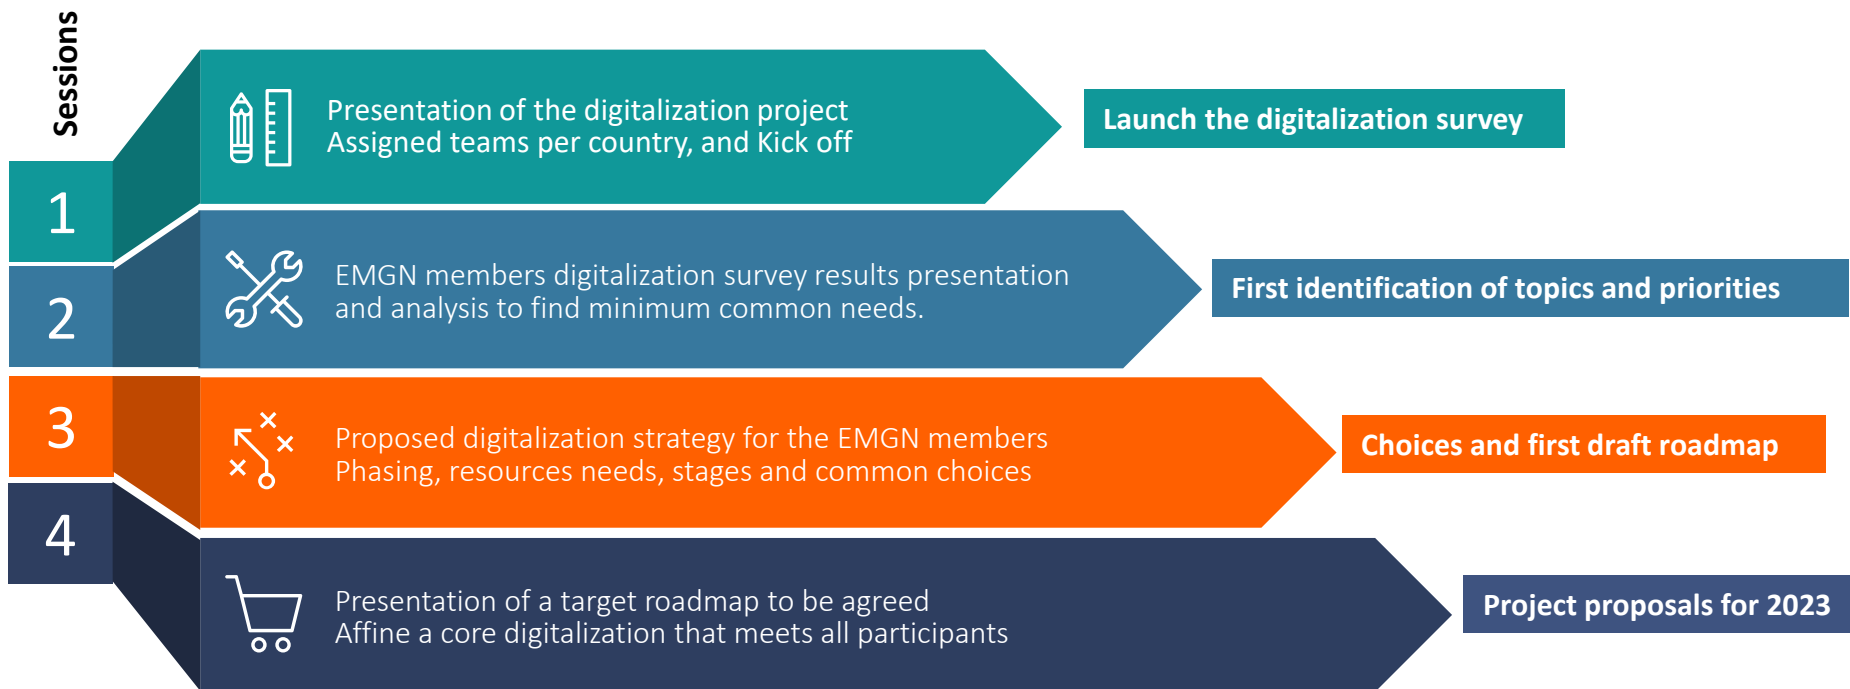 Sessions
1
Presentation of the digitalization project
Assigned teams per country, and Kick off
Launch the digitalization survey
2
EMGN members digitalization survey results presentation
and analysis to find minimum common needs.
First identification of topics and priorities
3
Proposed digitalization strategy for the EMGN members
Phasing, resources needs, stages and common choices
Choices and first draft roadmap
4
Presentation of a target roadmap to be agreed
Affine a core digitalization that meets all participants
Project proposals for 2023